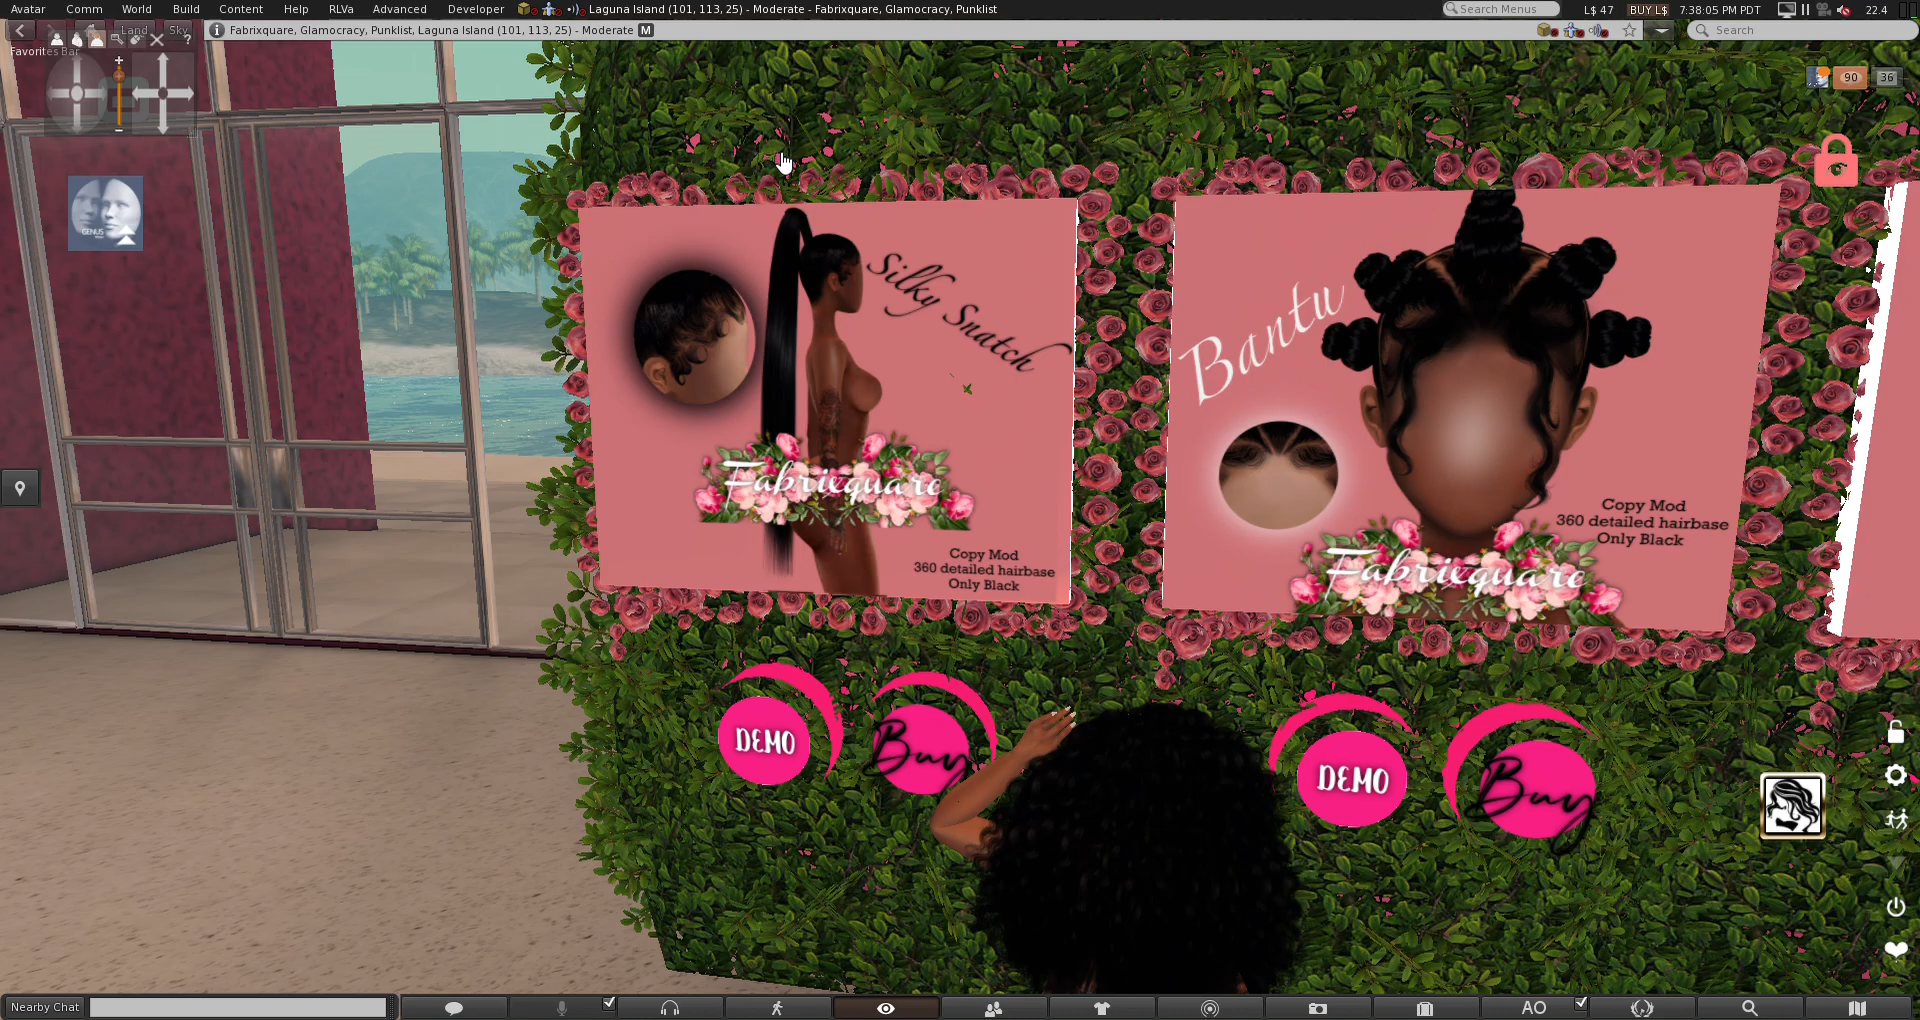 Avatar Comm World Build Content Help RLVa Advanced Developer Laguna Island (101, 113, 25) - Moderate - Fabrixquare, Glamocracy, Punklist Search Menus L$ 47 BUY L$ 7:38:05 PM PDT 22.4
Land Sky Fabrixquare, Glamocracy, Punklist, Laguna Island (101, 113, 25) - Moderate M Search
Favorites Bar
?
90 36
GENUS
Silky Snatch
Fabrixquare
Copy Mod
360 detailed hairbase
Only Black
Bantu
Copy Mod
360 detailed hairbase
Only Black
Fabrixquare
DEMO
Buy
DEMO
Buy
Nearby Chat AO